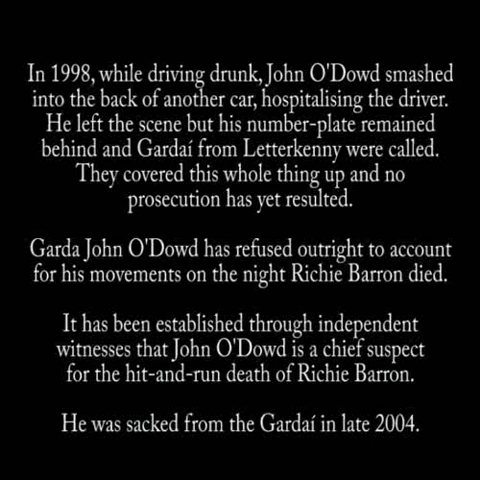 In 1998, while driving drunk, John O'Dowd smashed
into the back of another car, hospitalising the driver.
He left the scene but his number-plate remained
behind and Gardaí from Letterkenny were called.
They covered this whole thing up and no
prosecution has yet resulted.
Garda John O'Dowd has refused outright to account
for his movements on the night Richie Barron died.
It has been established through independent
witnesses that John O'Dowd is a chief suspect
for the hit-and-run death of Richie Barron.
He was sacked from the Gardaí in late 2004.